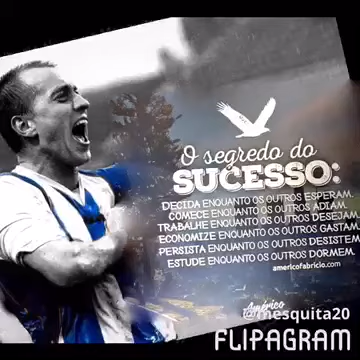 O segredo do
SUCESSO:
DECIDA ENQUANTO OS OUTROS ESPERAM.
COMECE ENQUANTO OS OUTROS ADIAM.
TRABALHE ENQUANTO OS OUTROS DESEJAM.
ECONOMIZE ENQUANTO OS OUTROS GASTAM.
PERSISTA ENQUANTO OS OUTROS DESISTEM.
ESTUDE ENQUANTO OS OUTROS DORMEM.
americofabricio.com
Américo
mesquita20
FLIPAGRAM